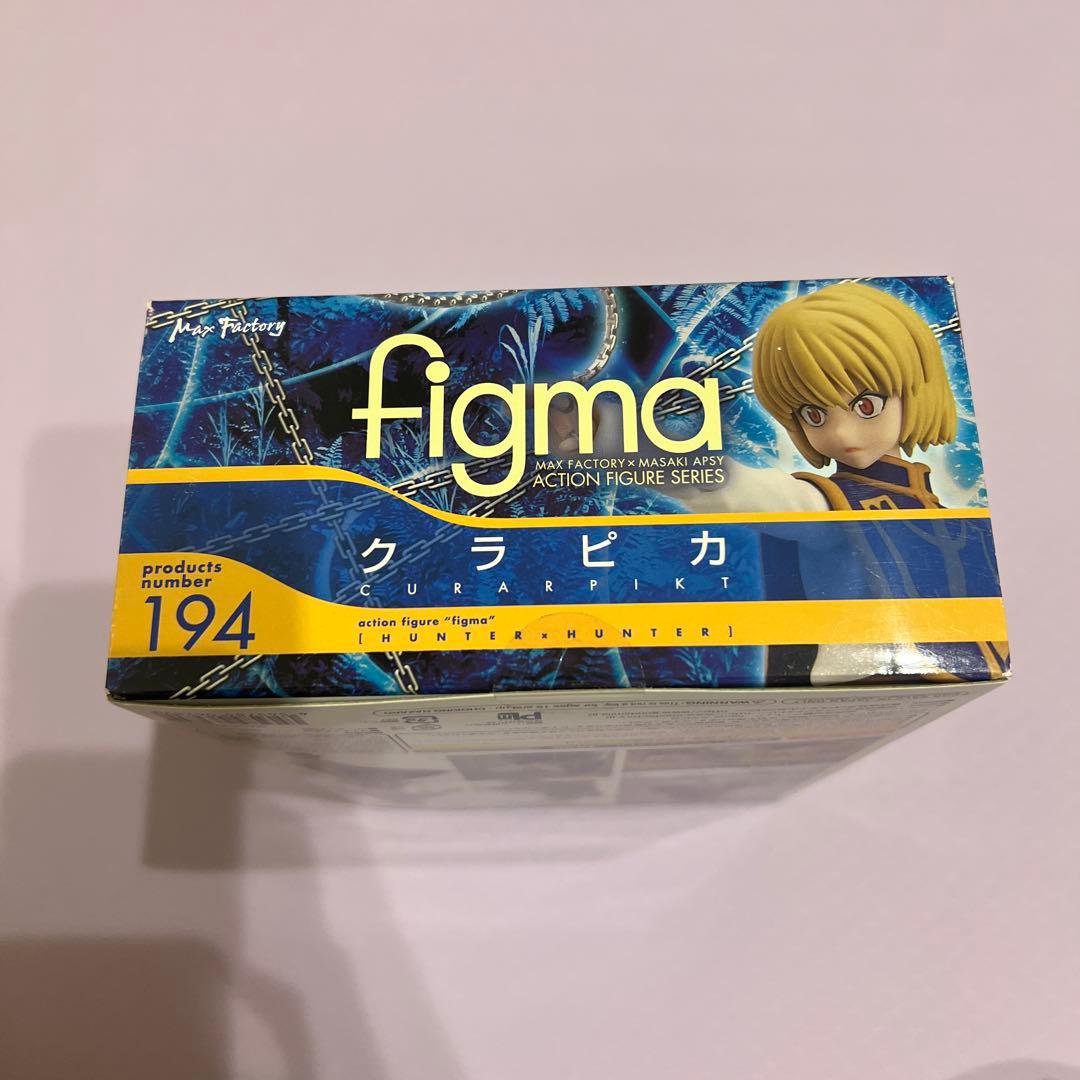 Max Factory
figma
MAX FACTORY×MASAKI APSY
ACTION FIGURE SERIES
クラピカ
CURARPIKT
products
number
194
action figure "figma"
[HUNTER×HUNTER]